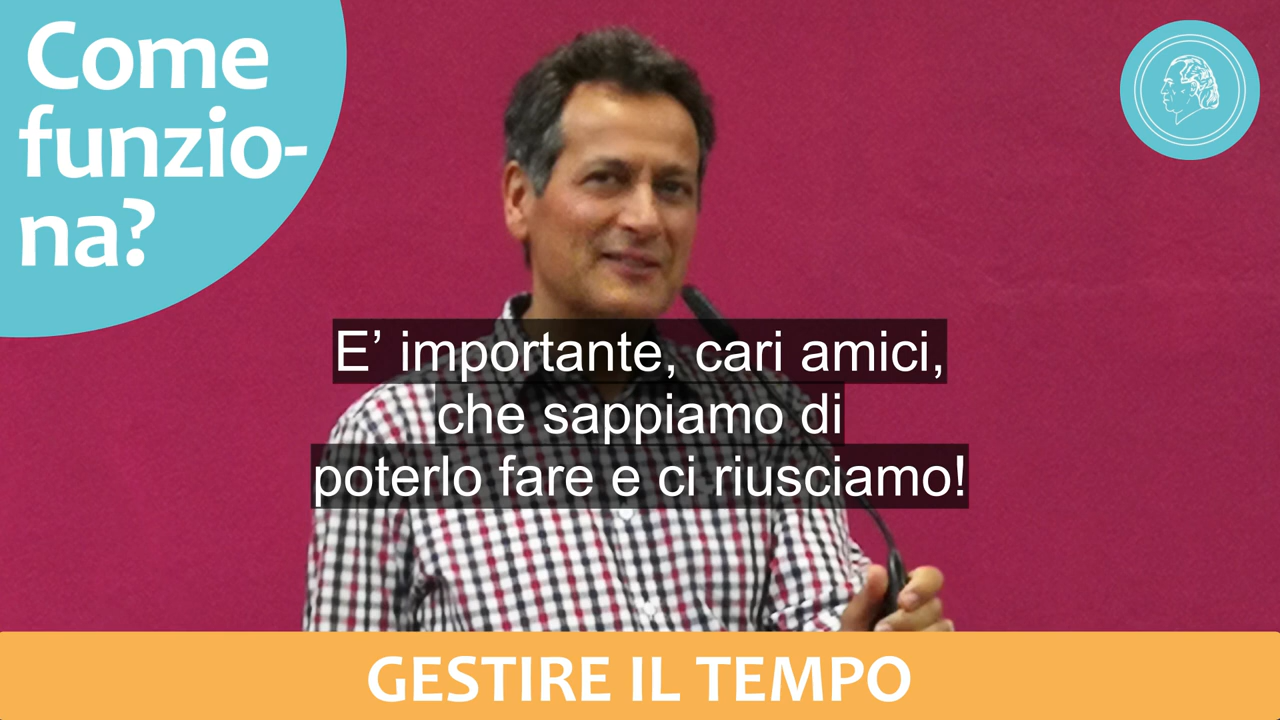 Come
funzio-
na?
E’ importante, cari amici,
che sappiamo di
poterlo fare e ci riusciamo!
GESTIRE IL TEMPO